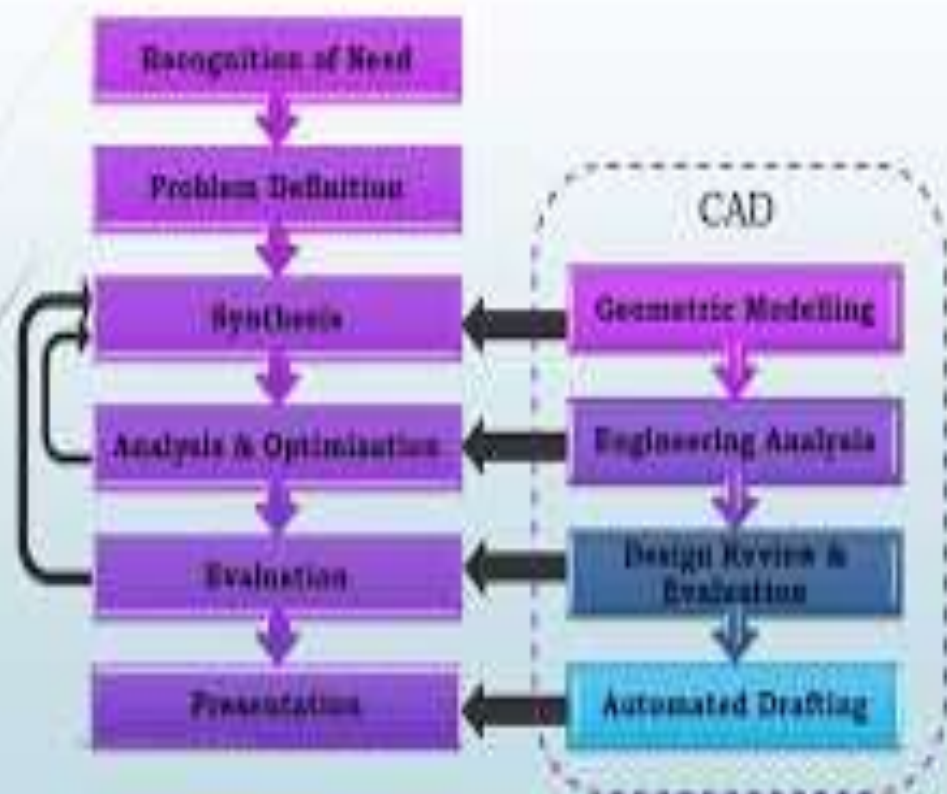 Recognition of Need
Problem Definition
Synthesis
Analysis & Optimisation
Evaluation
Presentation
CAD
Geometric Modelling
Engineering Analysis
Design Review &
Evaluation
Automated Drafting